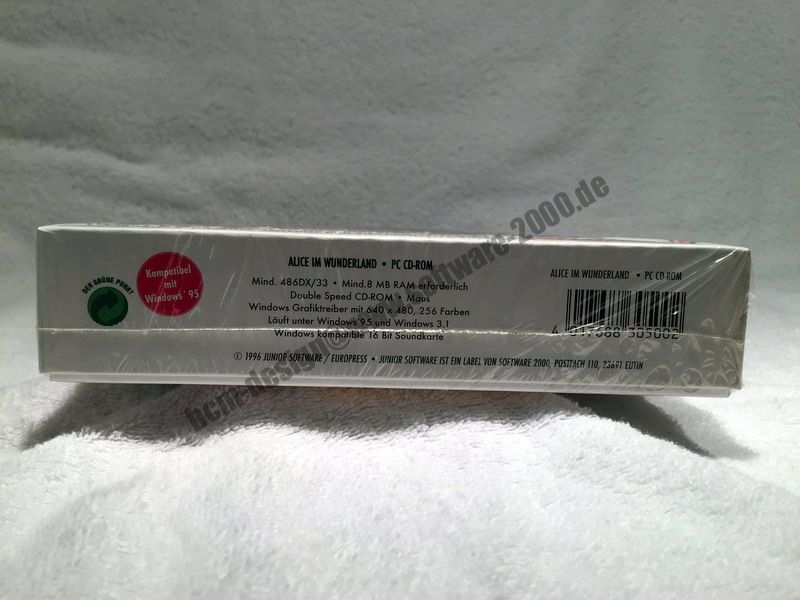 DER GRÜNE PUNKT
Kompatibel
mit
Windows 95
ALICE IM WUNDERLAND • PC CD-ROM
Mind. 486DX/33 • Mind.8 MB RAM erforderlich
Double Speed CD-ROM • Maus
Windows Grafiktreiber mit 640 x 480, 256 Farben
Läuft unter Windows'95 und Windows 3.1
Windows kompatible 16 Bit Soundkarte
ALICE IM WUNDERLAND • PC CD-ROM
305002
© 1996 JUNIOR SOFTWARE / EUROPRESS • JUNIOR SOFTWARE IST EIN LABEL VON SOFTWARE 2000, POSTFACH 110, 23691 EUTIN
software-2000.de